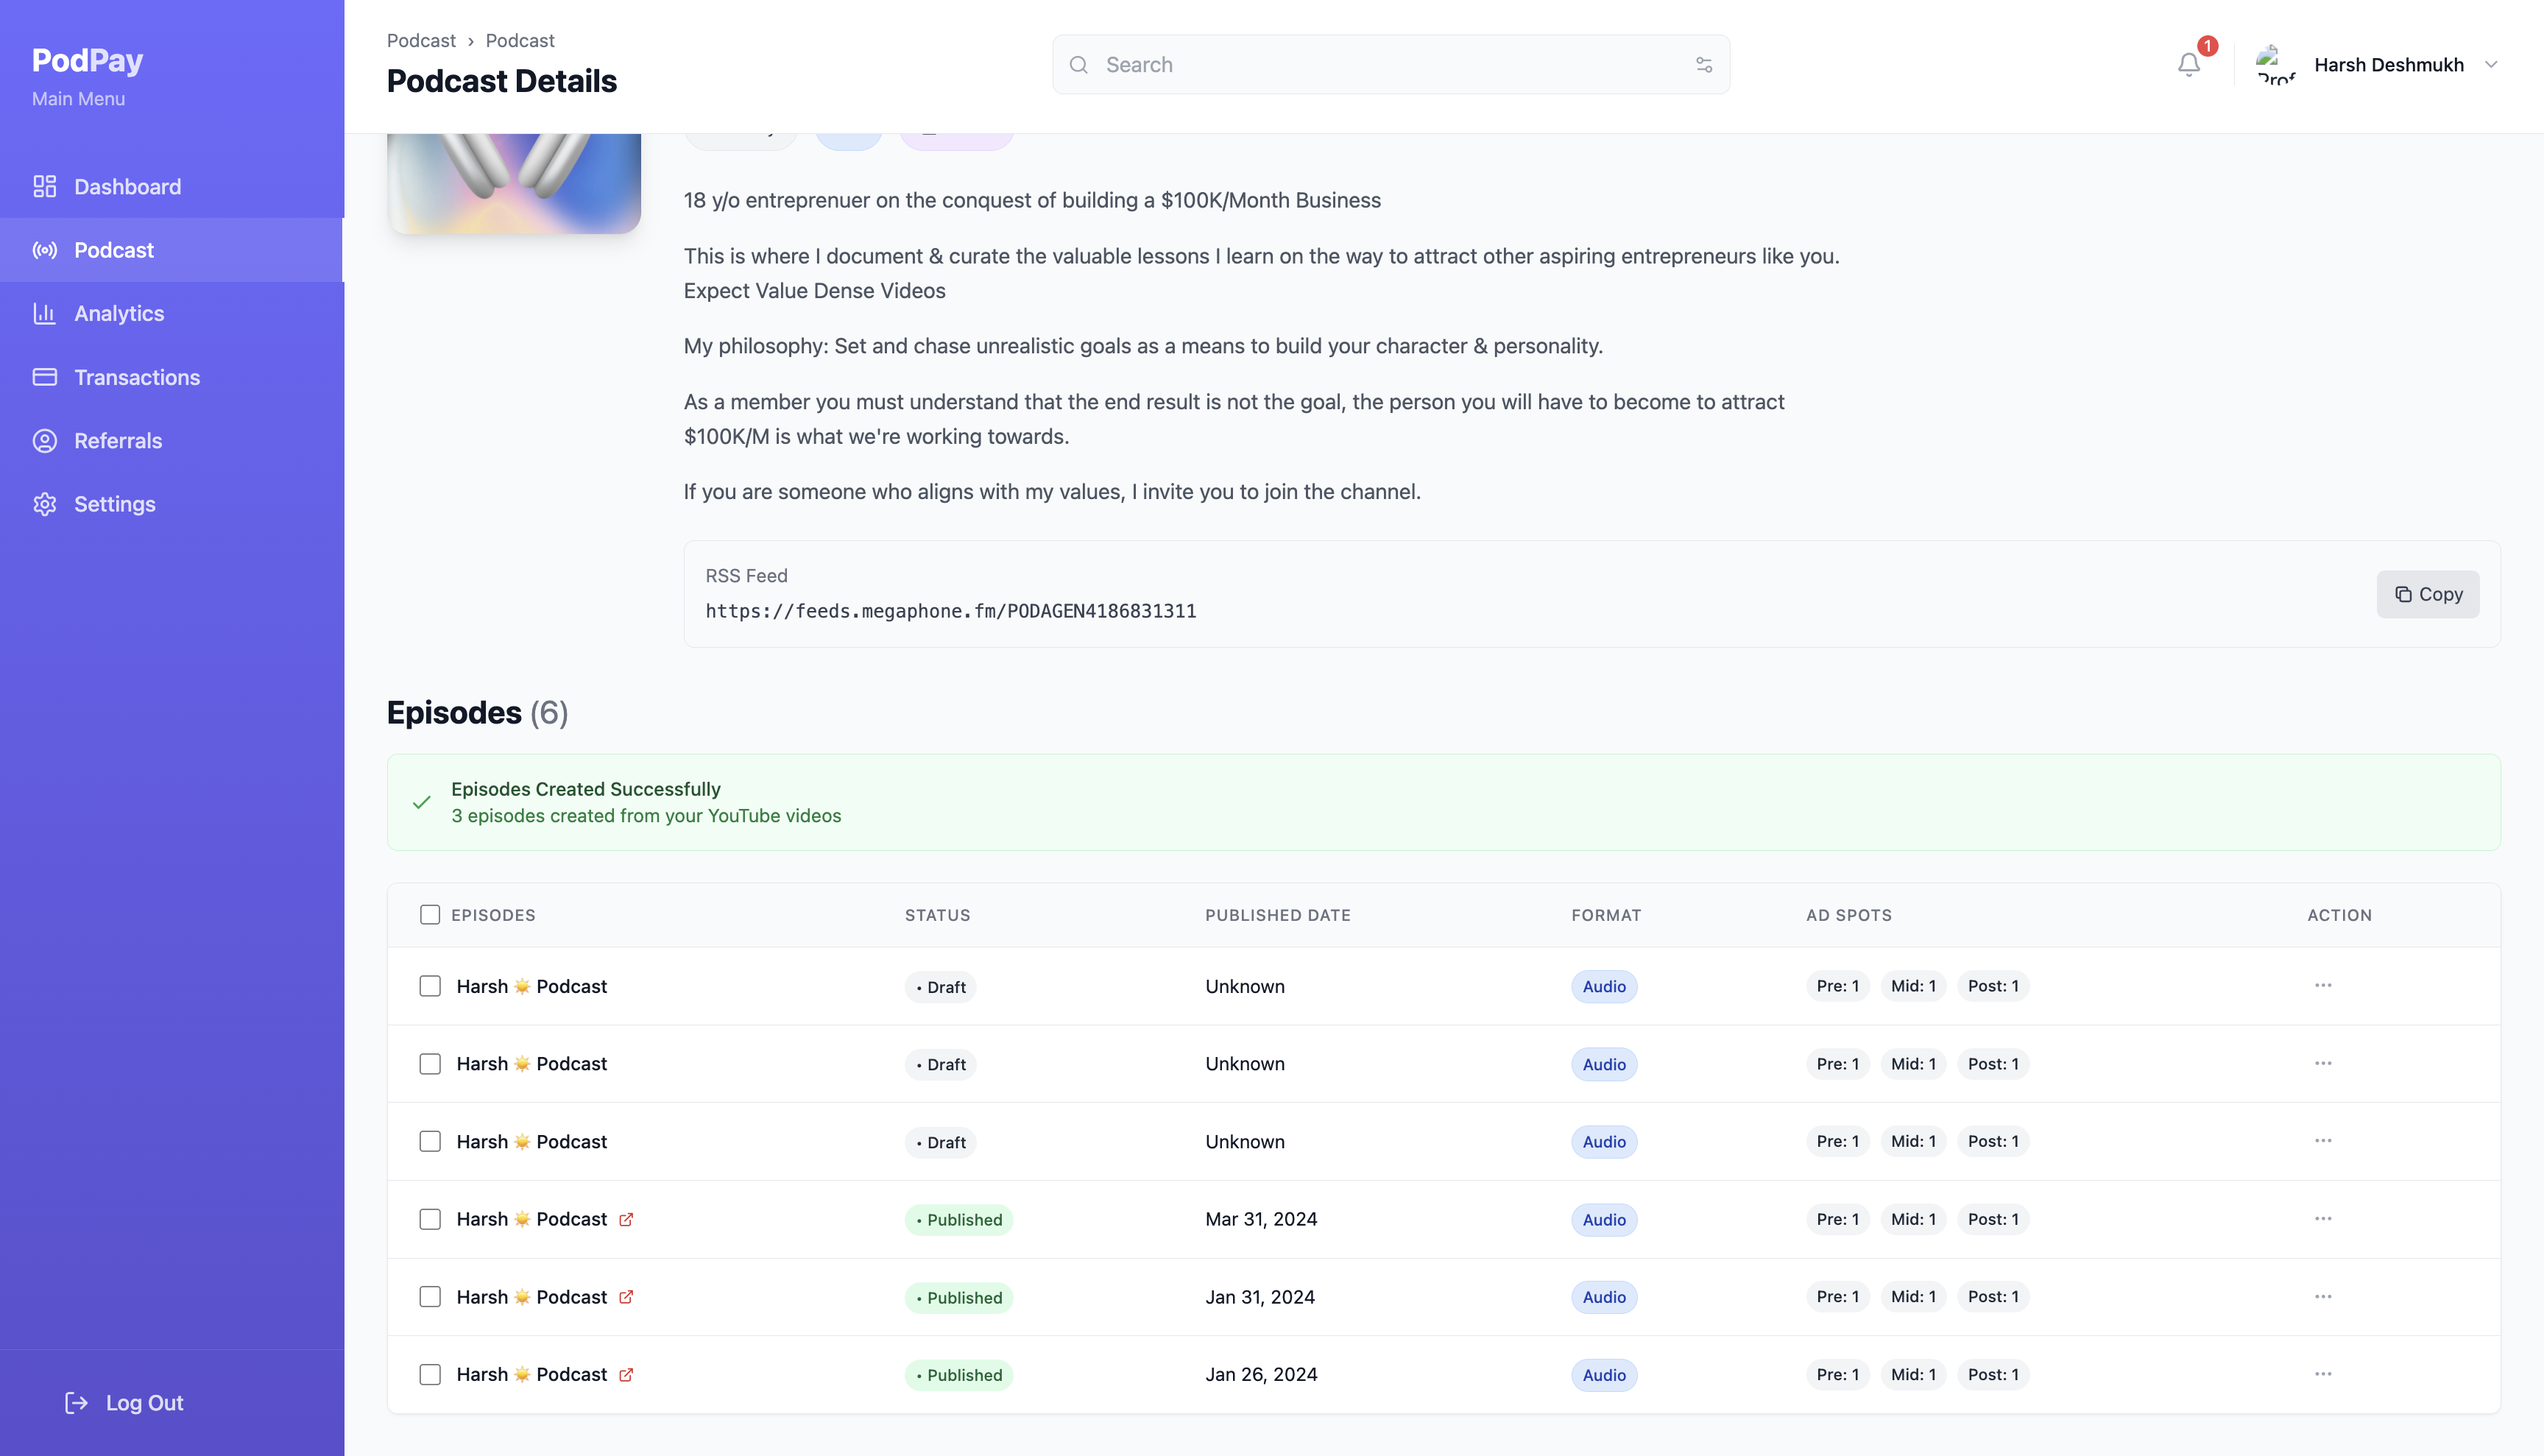 PodPay
Main Menu
Dashboard
Podcast
Analytics
Transactions
Referrals
Settings
Log Out
Podcast › Podcast
Podcast Details
Search
1
Prof
Harsh Deshmukh
18 y/o entreprenuer on the conquest of building a $100K/Month Business
This is where I document & curate the valuable lessons I learn on the way to attract other aspiring entrepreneurs like you.
Expect Value Dense Videos
My philosophy: Set and chase unrealistic goals as a means to build your character & personality.
As a member you must understand that the end result is not the goal, the person you will have to become to attract
$100K/M is what we're working towards.
If you are someone who aligns with my values, I invite you to join the channel.
RSS Feed
https://feeds.megaphone.fm/PODAGEN4186831311
Copy
Episodes (6)
Episodes Created Successfully
3 episodes created from your YouTube videos
EPISODES STATUS PUBLISHED DATE FORMAT AD SPOTS ACTION
Harsh ☀️ Podcast • Draft Unknown Audio Pre: 1 Mid: 1 Post: 1 ...
Harsh ☀️ Podcast • Draft Unknown Audio Pre: 1 Mid: 1 Post: 1 ...
Harsh ☀️ Podcast • Draft Unknown Audio Pre: 1 Mid: 1 Post: 1 ...
Harsh ☀️ Podcast • Published Mar 31, 2024 Audio Pre: 1 Mid: 1 Post: 1 ...
Harsh ☀️ Podcast • Published Jan 31, 2024 Audio Pre: 1 Mid: 1 Post: 1 ...
Harsh ☀️ Podcast • Published Jan 26, 2024 Audio Pre: 1 Mid: 1 Post: 1 ...